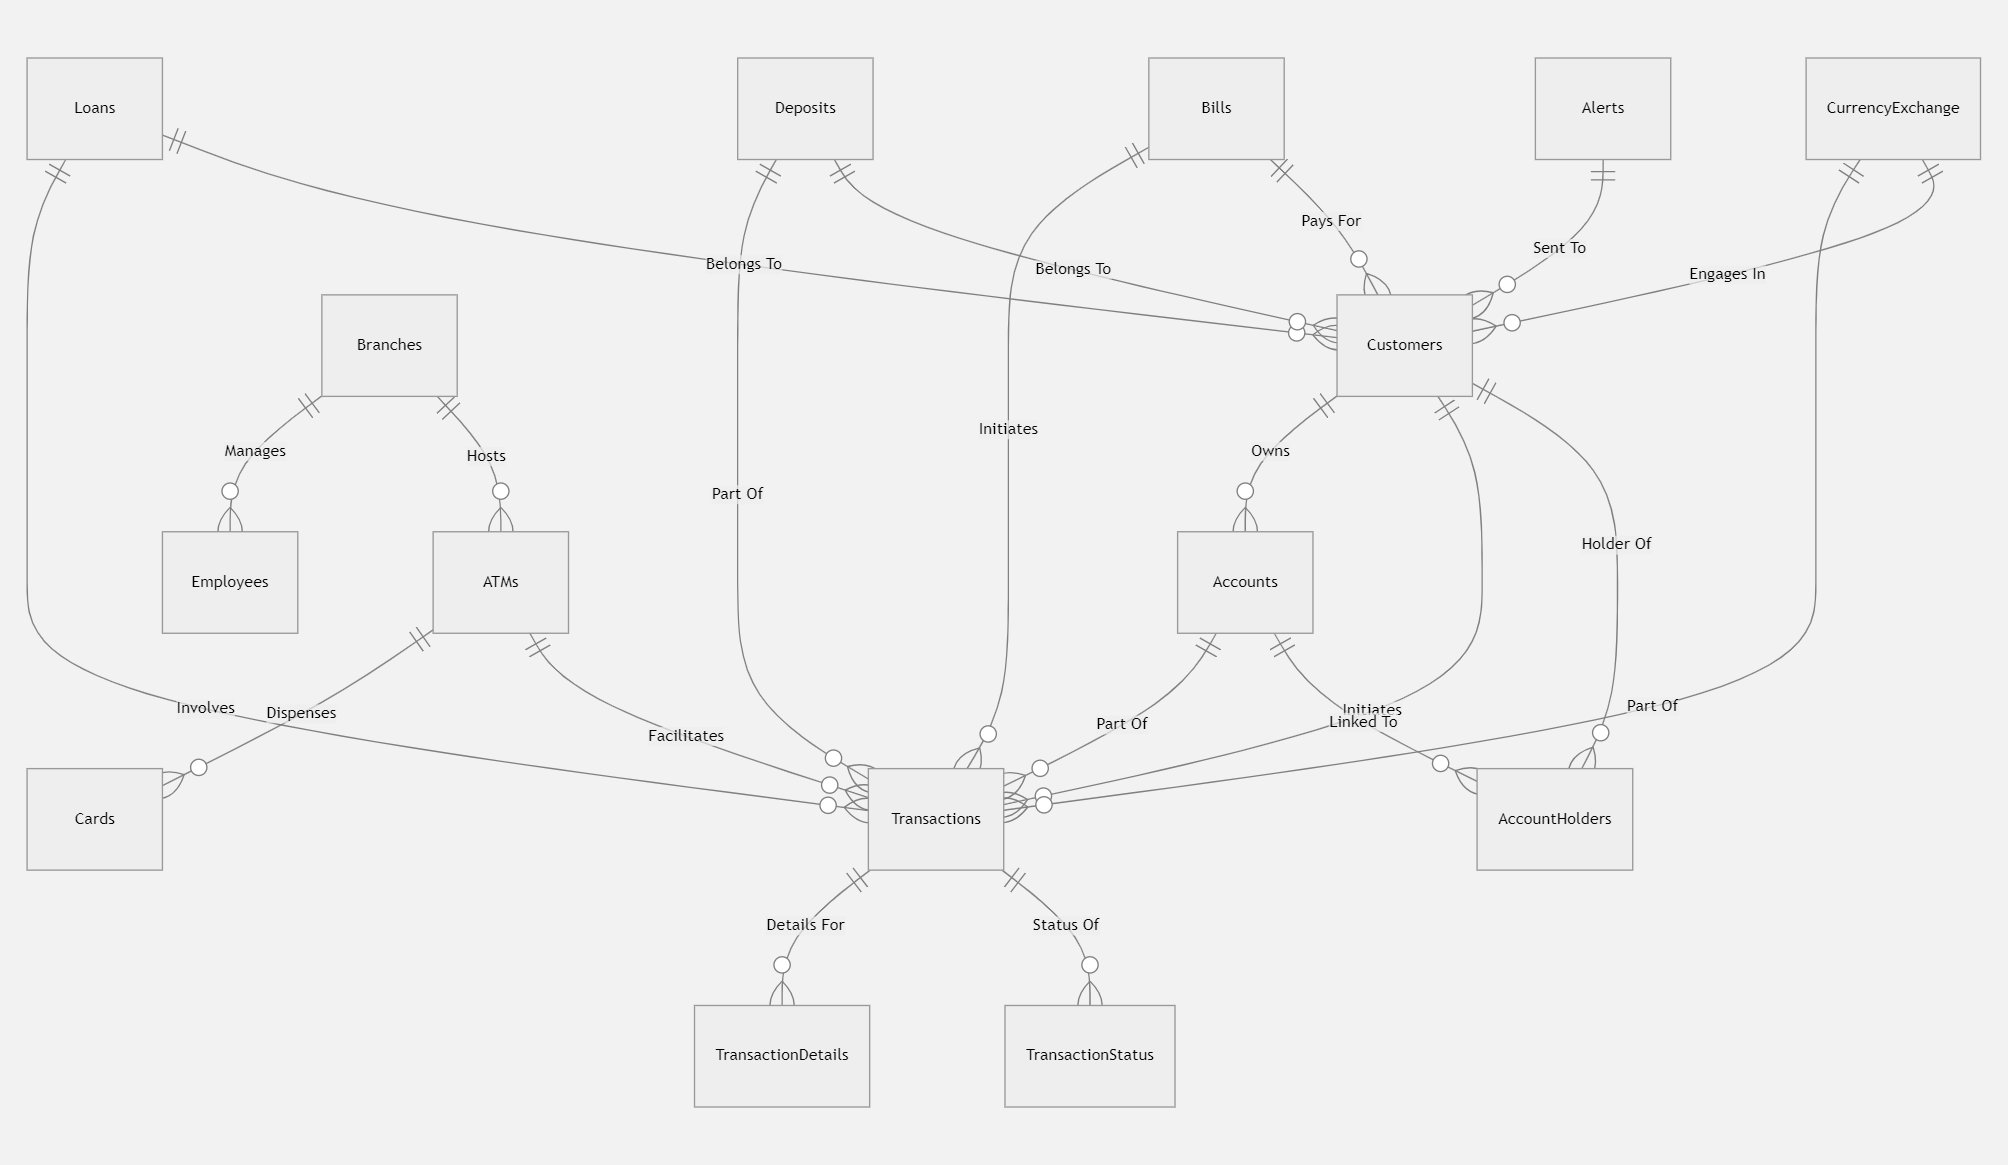 Loans
Deposits
Bills
Alerts
CurrencyExchange
Pays For
Sent To
Belongs To
Belongs To
Engages In
Branches
Customers
Initiates
Manages
Hosts
Owns
Part Of
Holder Of
Employees
ATMs
Accounts
Involves
Dispenses
Facilitates
Part Of
Initiates
Linked To
Part Of
Cards
Transactions
AccountHolders
Details For
Status Of
TransactionDetails
TransactionStatus